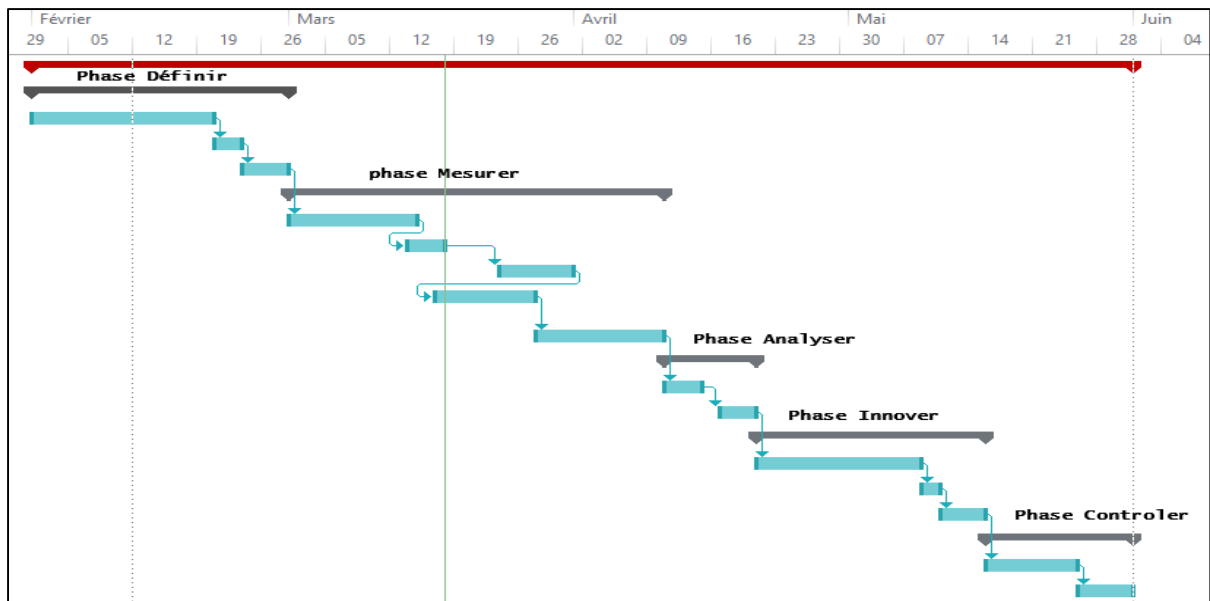 Février Mars Avril Mai Juin
29 05 12 19 26 05 12 19 26 02 09 16 23 30 07 14 21 28 04
Phase Définir
phase Mesurer
Phase Analyser
Phase Innover
Phase Controler